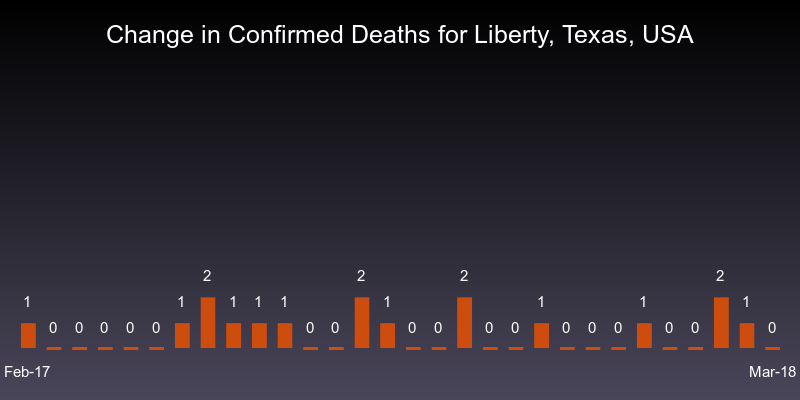 Change in Confirmed Deaths for Liberty, Texas, USA
1 0 0 0 0 0 1 2 1 1 1 0 0 2 1 0 0 2 0 0 1 0 0 0 1 0 0 2 1 0
Feb-17 Mar-18